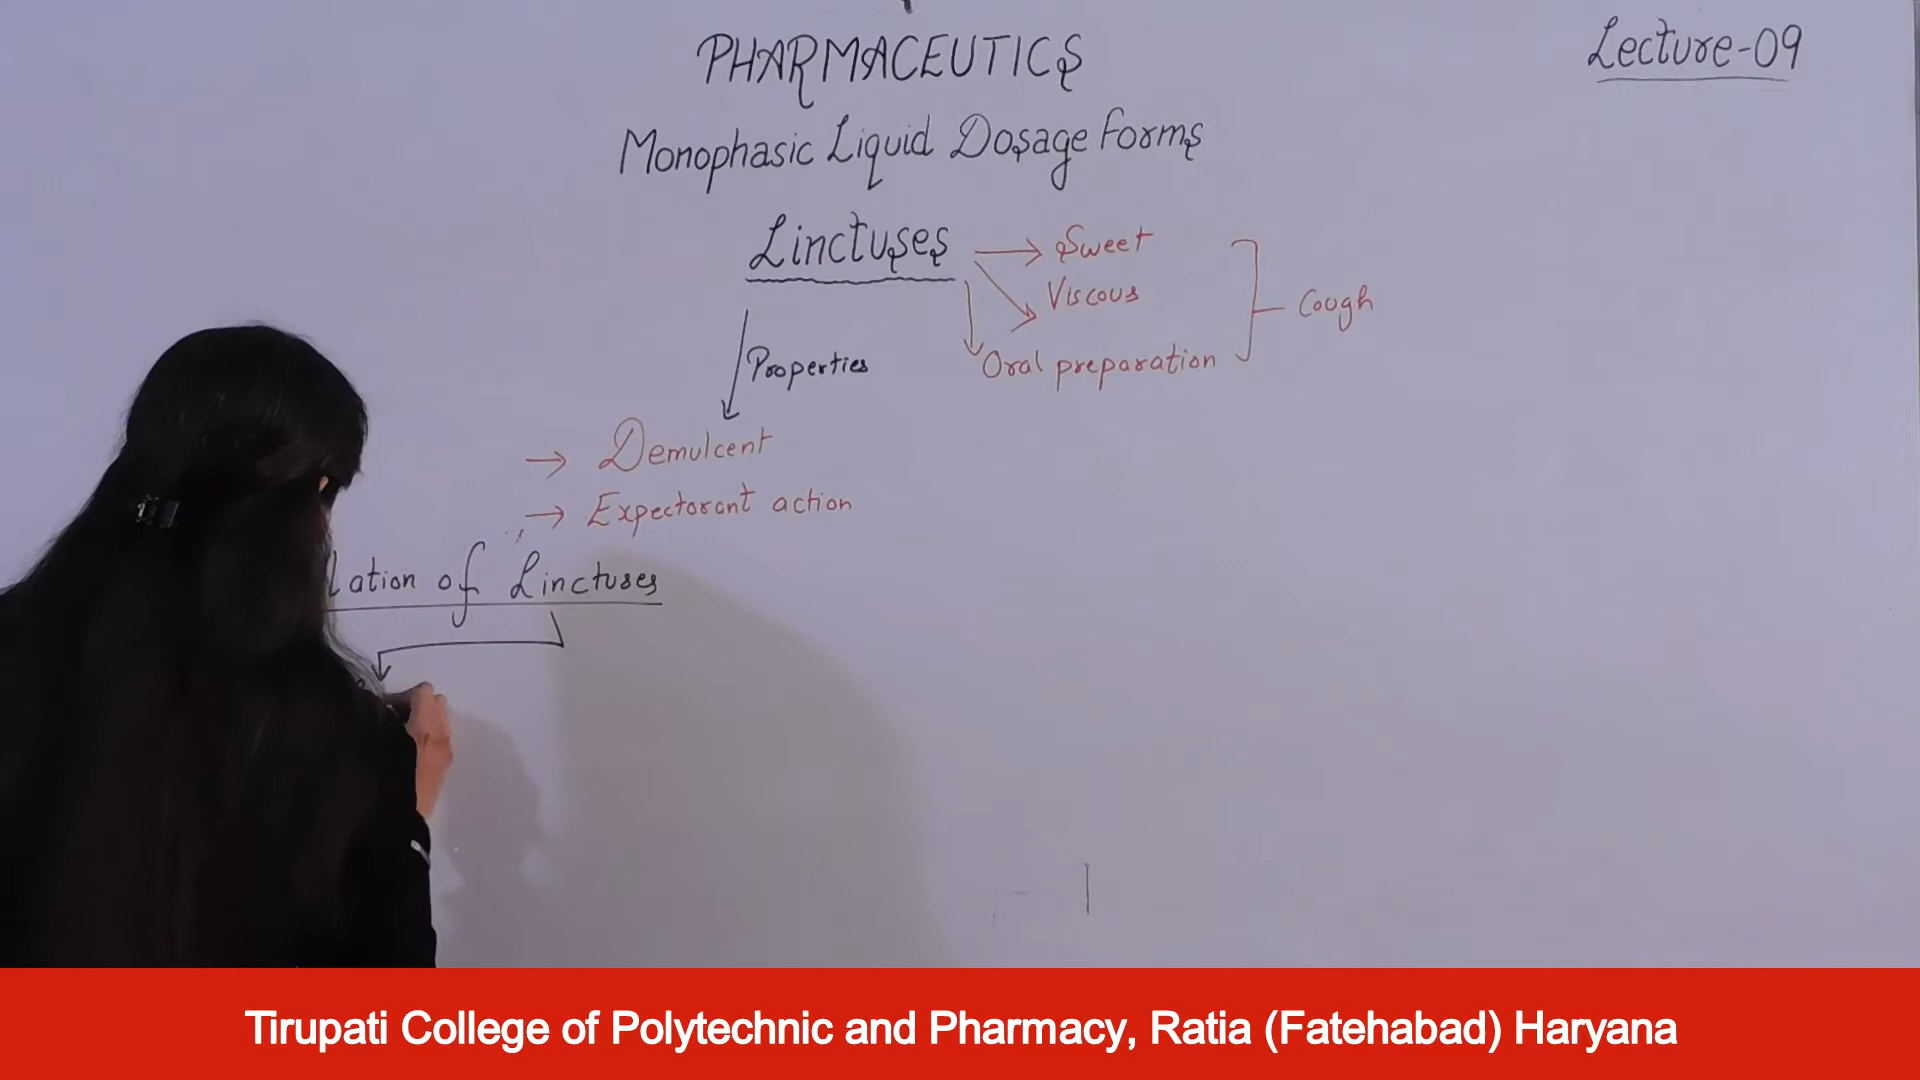 PHARMACEUTICS
Lecture-09
Monophasic Liquid Dosage Forms
Linctuses
Sweet
Viscous
Oral preparation
Cough
Properties
Demulcent
Expectorant action
lation of Linctuses
Tirupati College of Polytechnic and Pharmacy, Ratia (Fatehabad) Haryana